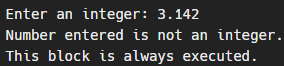 Enter an integer: 3.142
Number entered is not an integer.
This block is always executed.